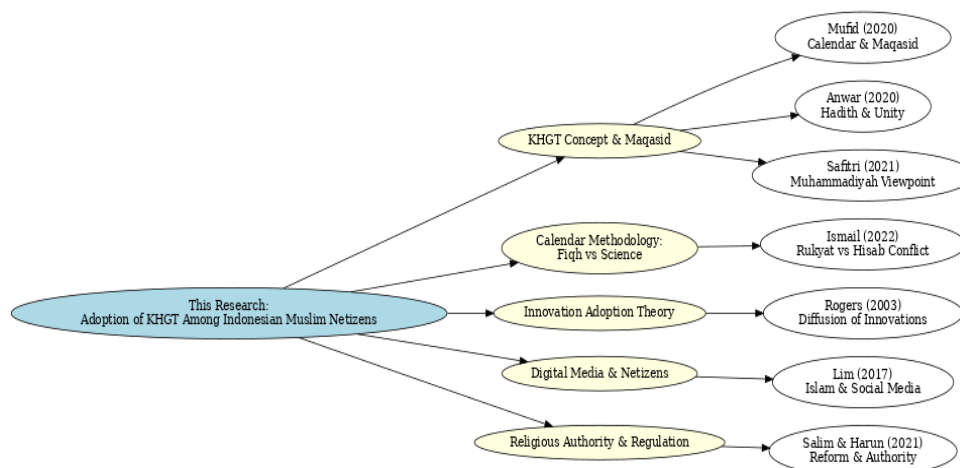 This Research:
Adoption of KHGT Among Indonesian Muslim Netizens
KHGT Concept & Maqasid
Calendar Methodology:
Fiqh vs Science
Innovation Adoption Theory
Digital Media & Netizens
Religious Authority & Regulation
Mufid (2020)
Calendar & Maqasid
Anwar (2020)
Hadith & Unity
Safitri (2021)
Muhammadiyah Viewpoint
Ismail (2022)
Rukyat vs Hisab Conflict
Rogers (2003)
Diffusion of Innovations
Lim (2017)
Islam & Social Media
Salim & Harun (2021)
Reform & Authority